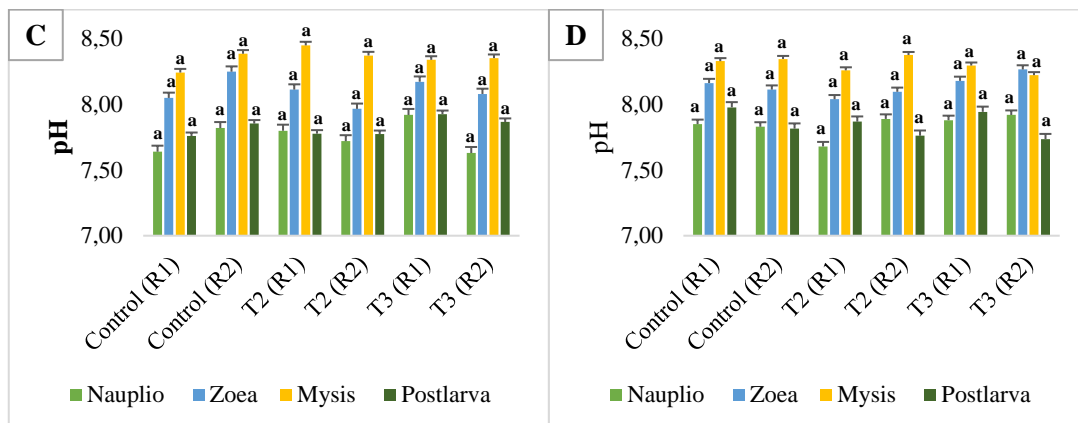 C
pH
8,50
8,00
7,50
7,00
a a a a a a a a a a a a a a a a a a a a a a a a
Control (R1) Control (R2) T2 (R1) T2 (R2) T3 (R1) T3 (R2)
Nauplio Zoea Mysis Postlarva
D
pH
8,50
8,00
7,50
7,00
a a a a a a a a a a a a a a a a a a a a a a a a
Control (R1) Control (R2) T2 (R1) T2 (R2) T3 (R1) T3 (R2)
Nauplio Zoea Mysis Postlarva